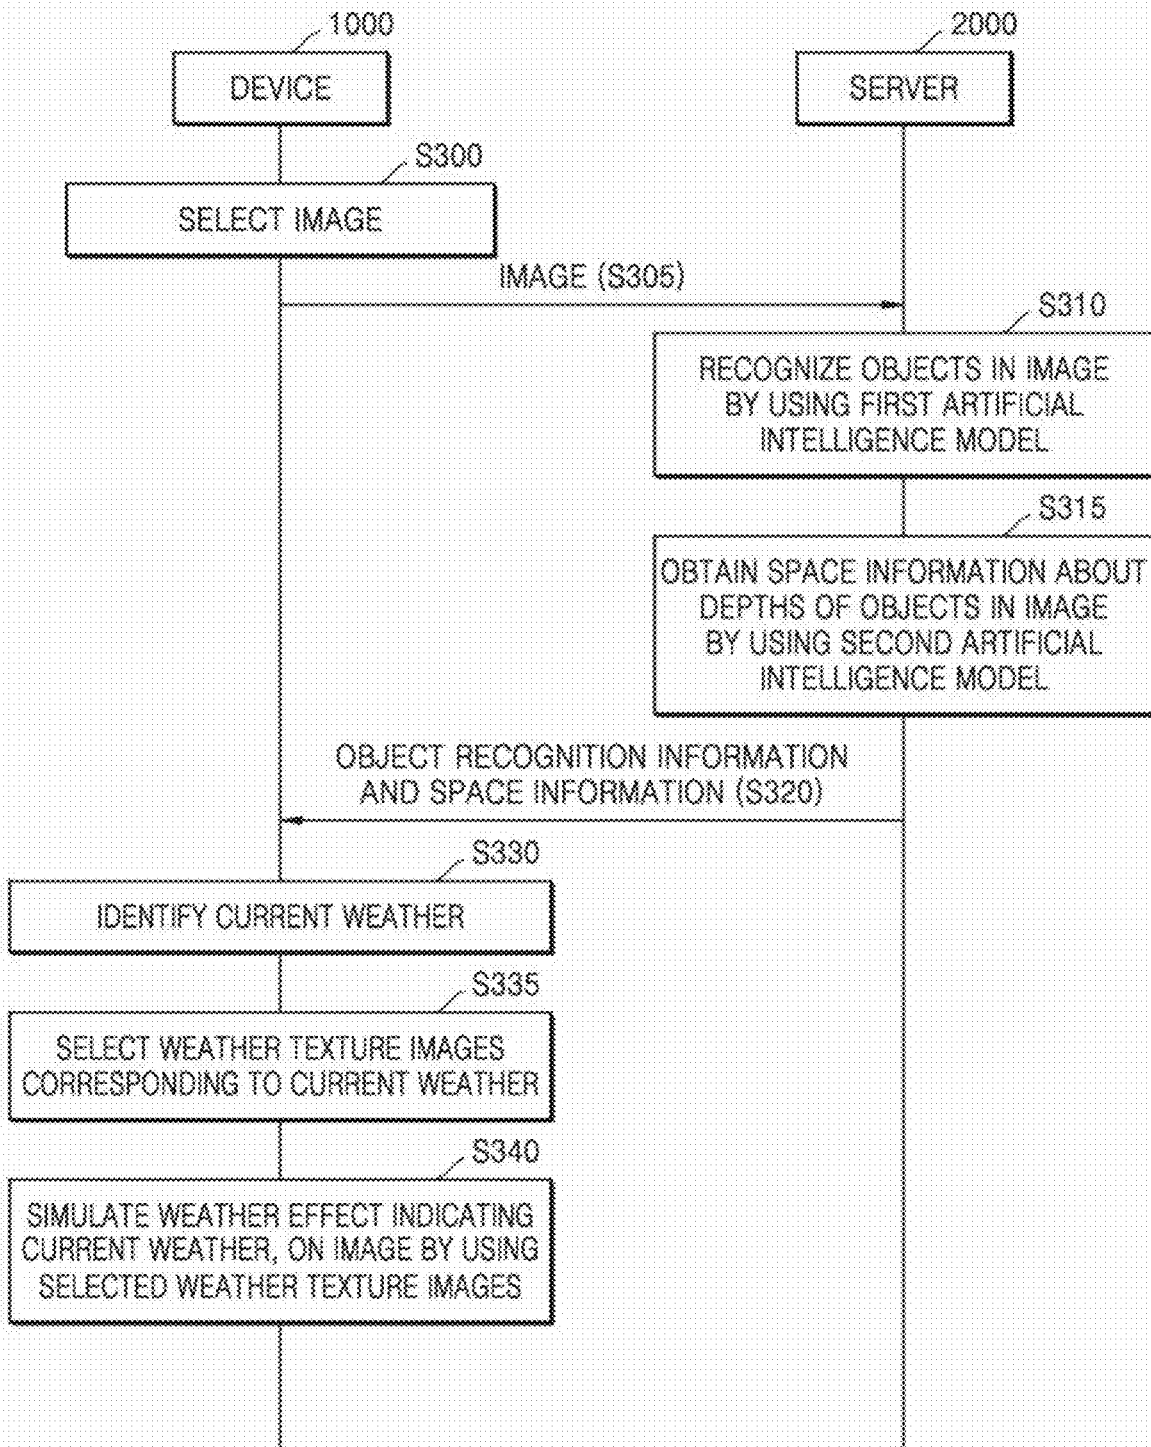 1000
2000
DEVICE
SERVER
S300
SELECT IMAGE
IMAGE (S305)
S310
RECOGNIZE OBJECTS IN IMAGE
BY USING FIRST ARTIFICIAL
INTELLIGENCE MODEL
S315
OBTAIN SPACE INFORMATION ABOUT
DEPTHS OF OBJECTS IN IMAGE
BY USING SECOND ARTIFICIAL
INTELLIGENCE MODEL
OBJECT RECOGNITION INFORMATION
AND SPACE INFORMATION (S320)
S330
IDENTIFY CURRENT WEATHER
S335
SELECT WEATHER TEXTURE IMAGES
CORRESPONDING TO CURRENT WEATHER
S340
SIMULATE WEATHER EFFECT INDICATING
CURRENT WEATHER, ON IMAGE BY USING
SELECTED WEATHER TEXTURE IMAGES